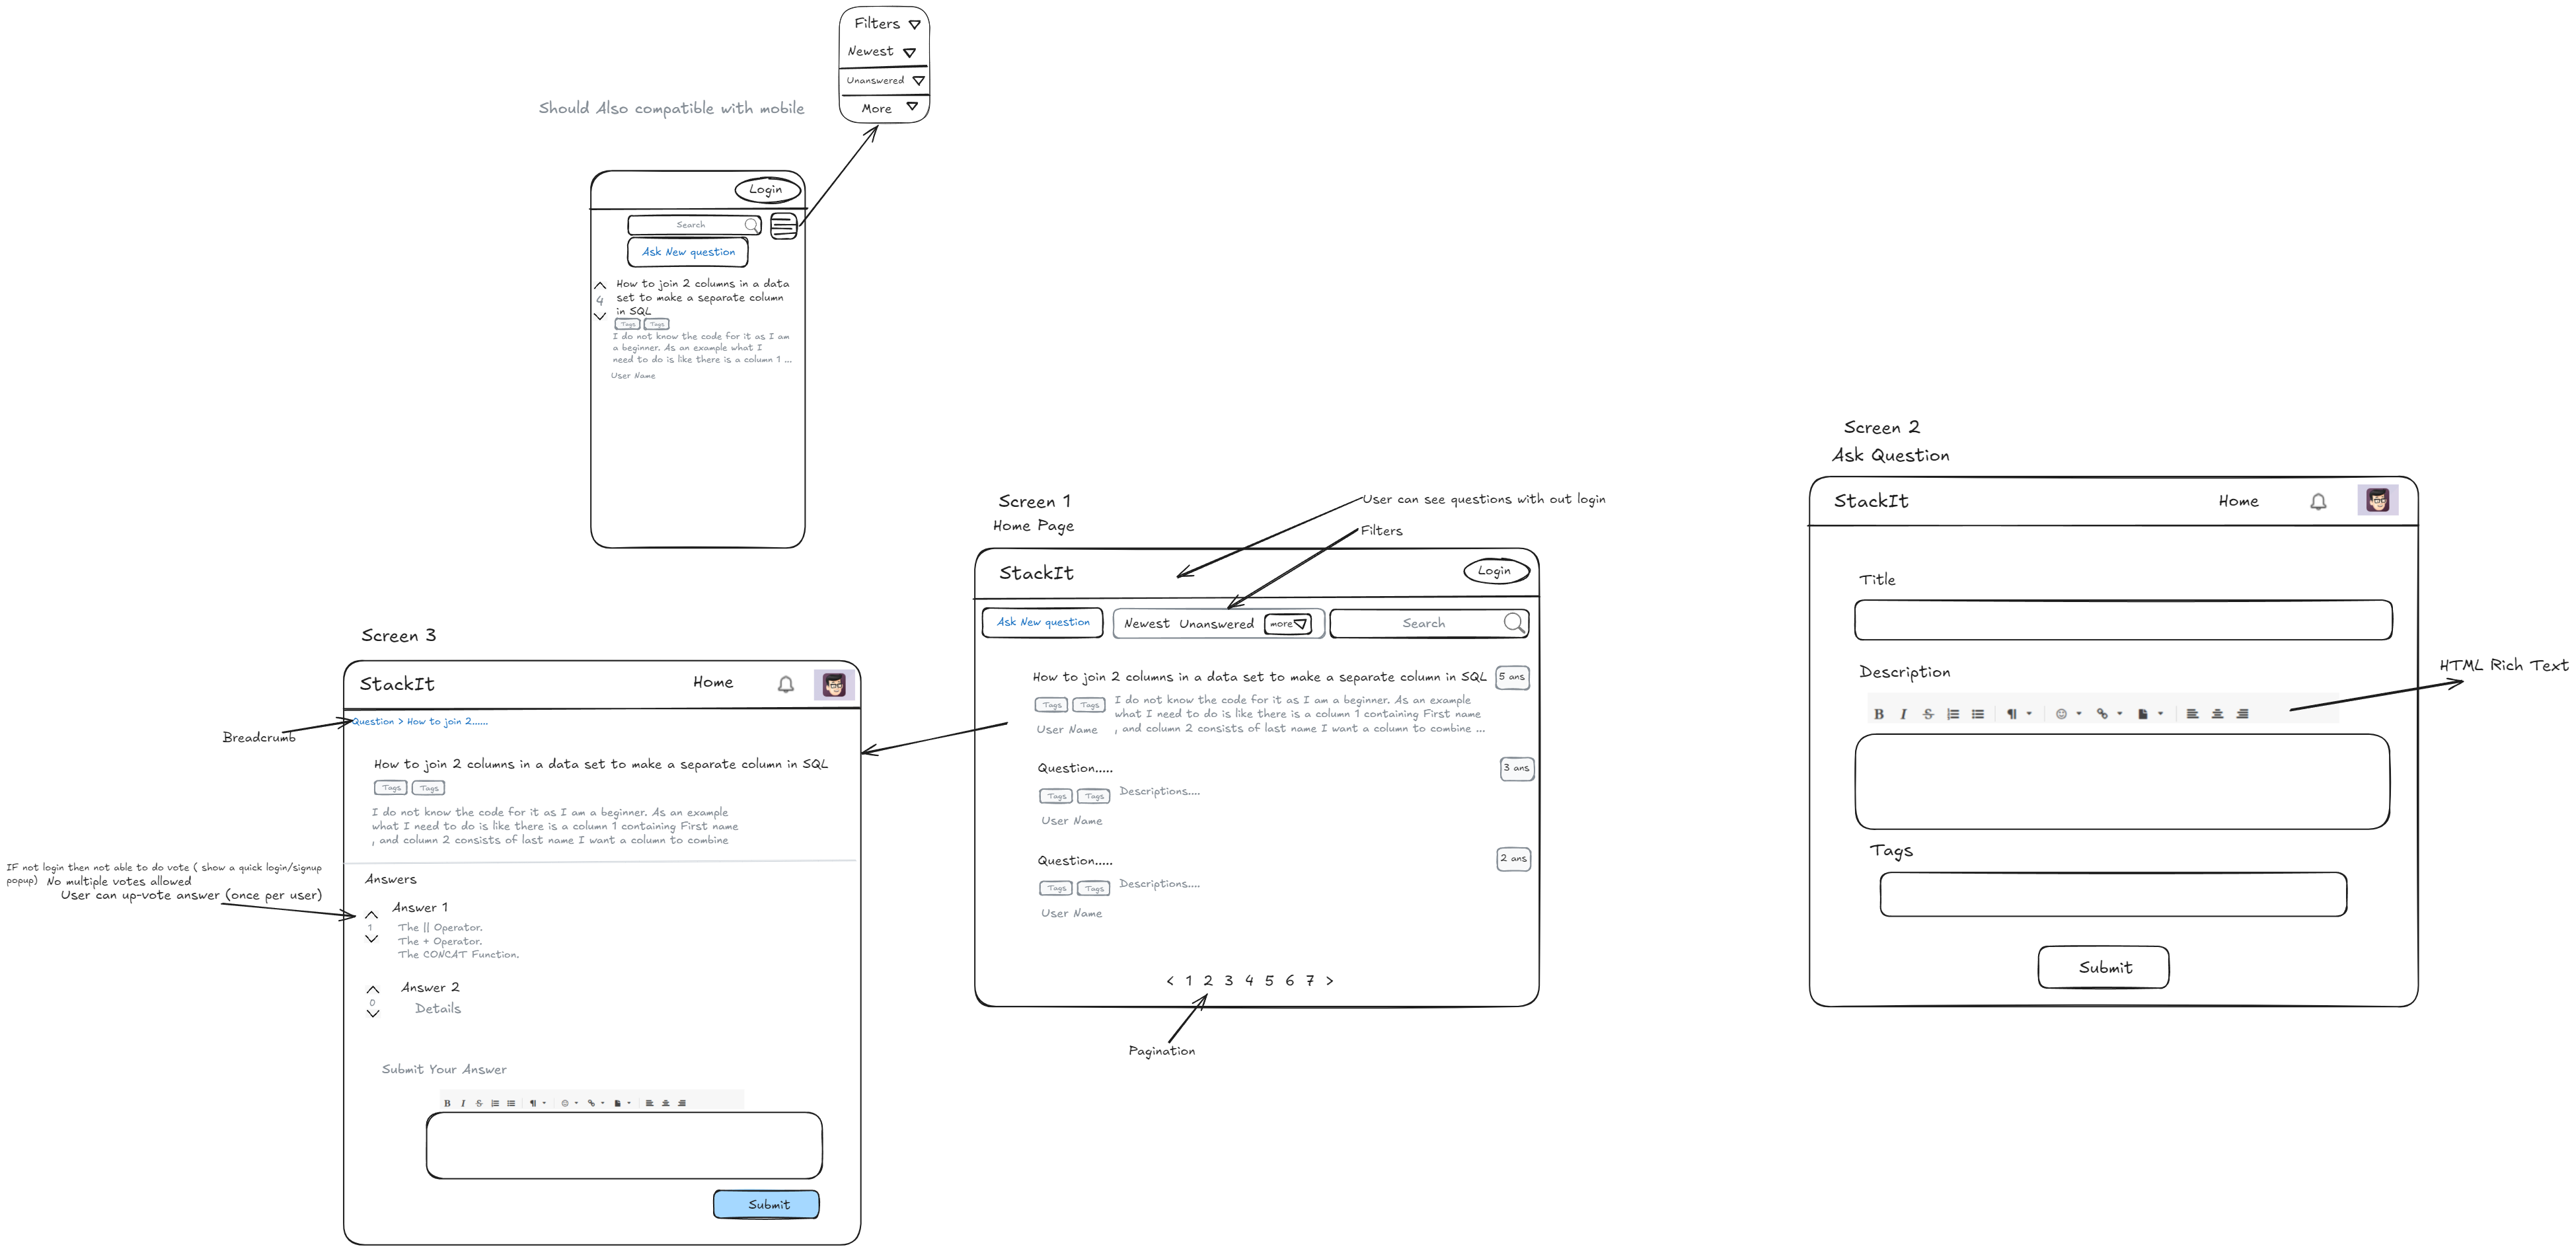 Filters
Newest
Unanswered
More
Should Also compatible with mobile
Login
Search
Ask New question
4
How to join 2 columns in a data
set to make a separate column
in SQL
Tags Tags
I do not know the code for it as I am
a beginner. As an example what I
need to do is like there is a column 1 ...
User Name
Screen 1
Home Page
User can see questions with out login
Filters
StackIt
Login
Ask New question
Newest Unanswered more
Search
How to join 2 columns in a data set to make a separate column in SQL
5 ans
Tags Tags
I do not know the code for it as I am a beginner. As an example
what I need to do is like there is a column 1 containing First name
, and column 2 consists of last name I want a column to combine ...
User Name
Question.....
3 ans
Tags Tags
Descriptions....
User Name
Question.....
2 ans
Tags Tags
Descriptions....
User Name
< 1 2 3 4 5 6 7 >
Pagination
Screen 2
Ask Question
StackIt
Home
Title
Description
HTML Rich Text
B I S
Tags
Submit
Screen 3
StackIt
Home
Question > How to join 2......
Breadcrumb
How to join 2 columns in a data set to make a separate column in SQL
Tags Tags
I do not know the code for it as I am a beginner. As an example
what I need to do is like there is a column 1 containing First name
, and column 2 consists of last name I want a column to combine
IF not login then not able to do vote ( show a quick login/signup
popup) No multiple votes allowed
User can up-vote answer (once per user)
Answers
Answer 1
1
The || Operator.
The + Operator.
The CONCAT Function.
Answer 2
0
Details
Submit Your Answer
B I S
Submit